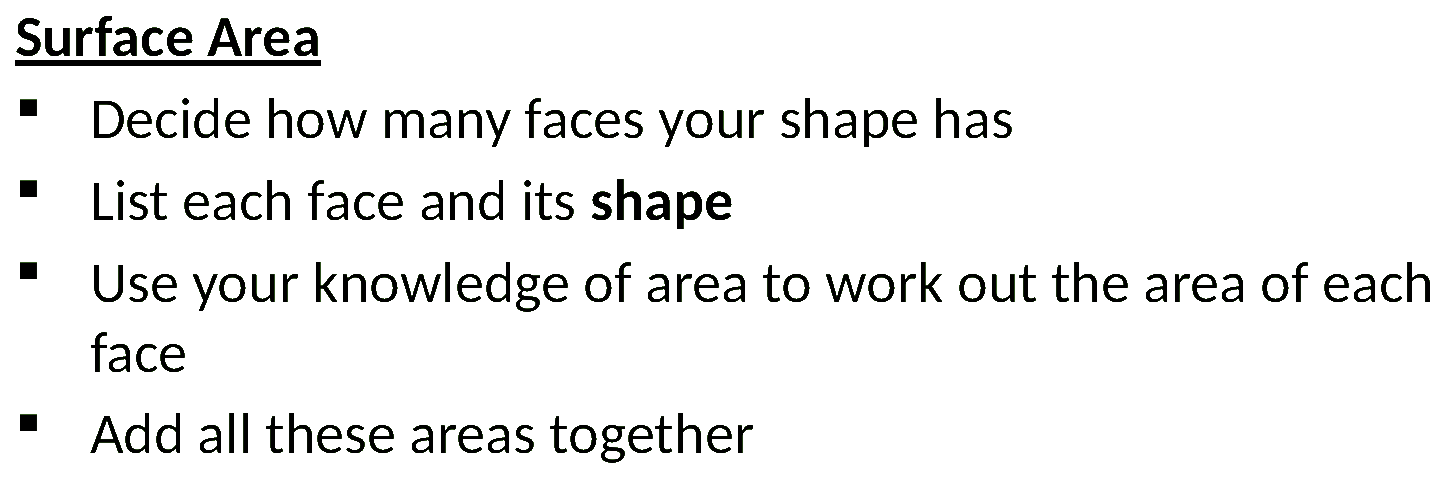 Surface Area
▪ Decide how many faces your shape has
▪ List each face and its shape
▪ Use your knowledge of area to work out the area of each
face
▪ Add all these areas together